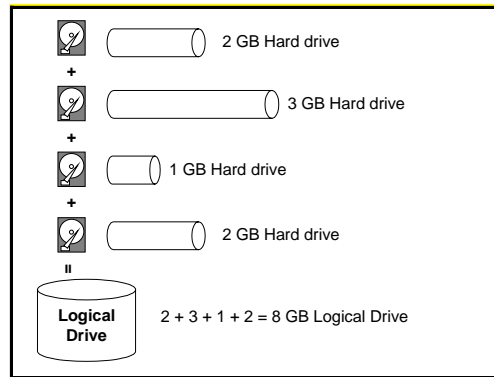 2 GB Hard drive
+
3 GB Hard drive
+
1 GB Hard drive
+
2 GB Hard drive
=
Logical
Drive
2 + 3 + 1 + 2 = 8 GB Logical Drive